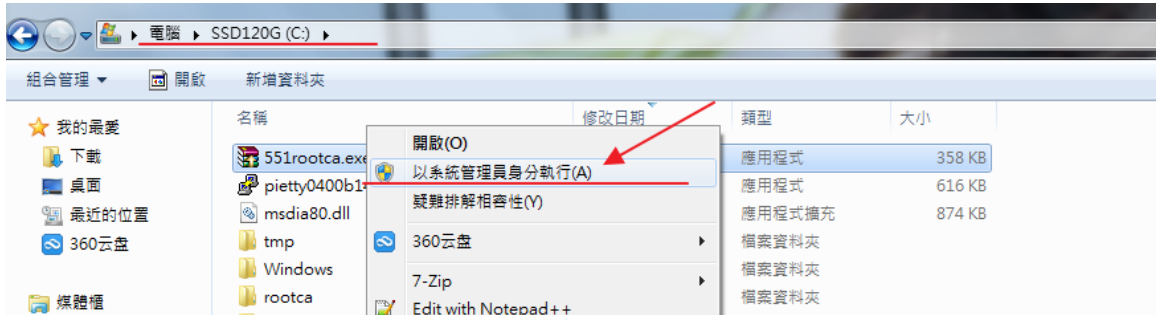 電腦 SSD120G (C:)
組合管理 開啟 新增資料夾
名稱 修改日期 類型 大小
我的最愛
下載
桌面
最近的位置
360云盘
媒體櫃
551rootca.exe 應用程式 358 KB
pietty0400b1 應用程式 616 KB
msdia80.dll 應用程式擴充 874 KB
tmp 檔案資料夾
Windows 檔案資料夾
rootca 檔案資料夾
開啟(O)
以系統管理員身分執行(A)
疑難排解相容性(Y)
360云盘
7-Zip
Edit with Notepad++